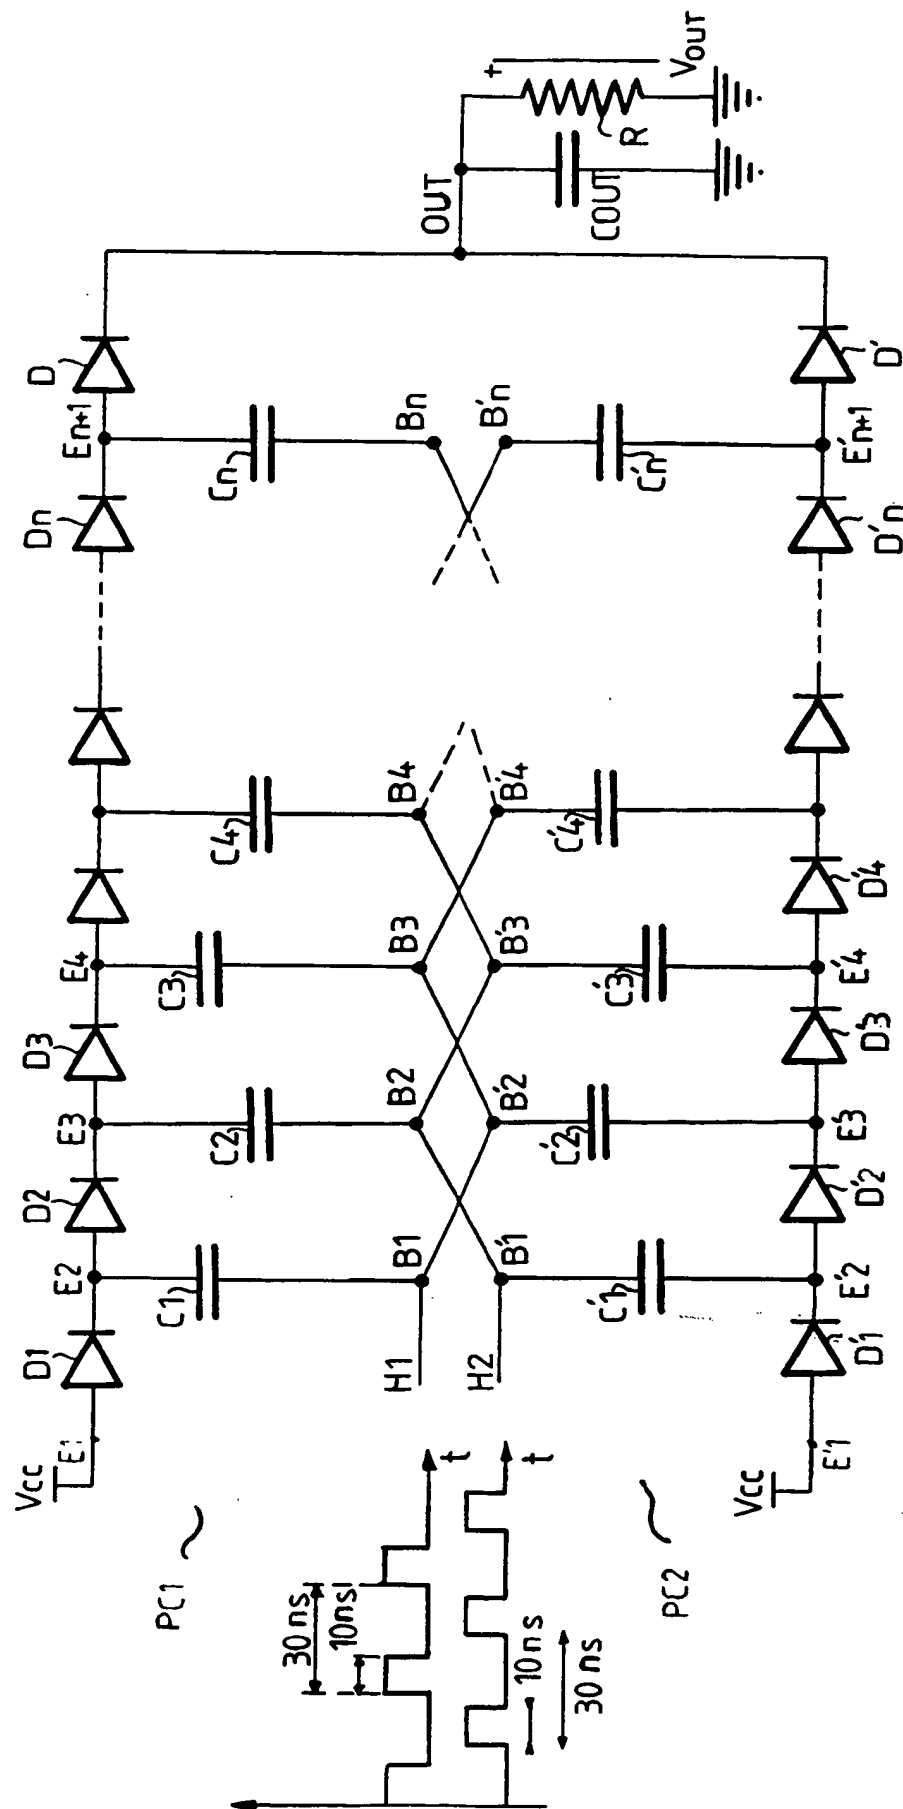 Vcc
E1
D1
E2
C1
D2
E3
C2
D3
E4
C3
C4
Dn
En+1
Cn
D
OUT
COUT
R
+
Vout
PC1
30 ns
10ns
t
H1
B1
B2
B3
B4
Bn
H2
B'1
B'2
B'3
B'4
B'n
t
10ns
30 ns
PC2
C'1
C'2
C'3
C'4
C'n
Vcc
E'1
D'1
E'2
D'2
E'3
D'3
E'4
D'4
D'n
E'n+1
D'